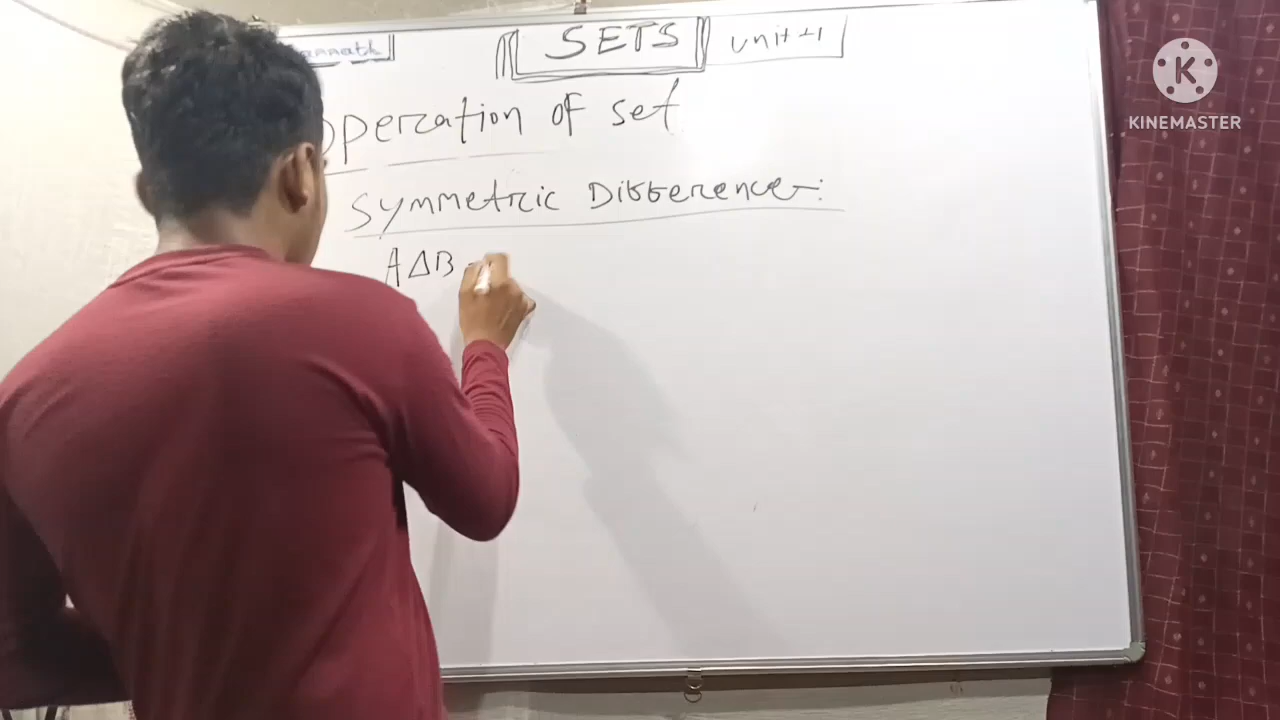 SETS
unit-1
Operation of set
Symmetric Difference:
A Δ B
KINEMASTER